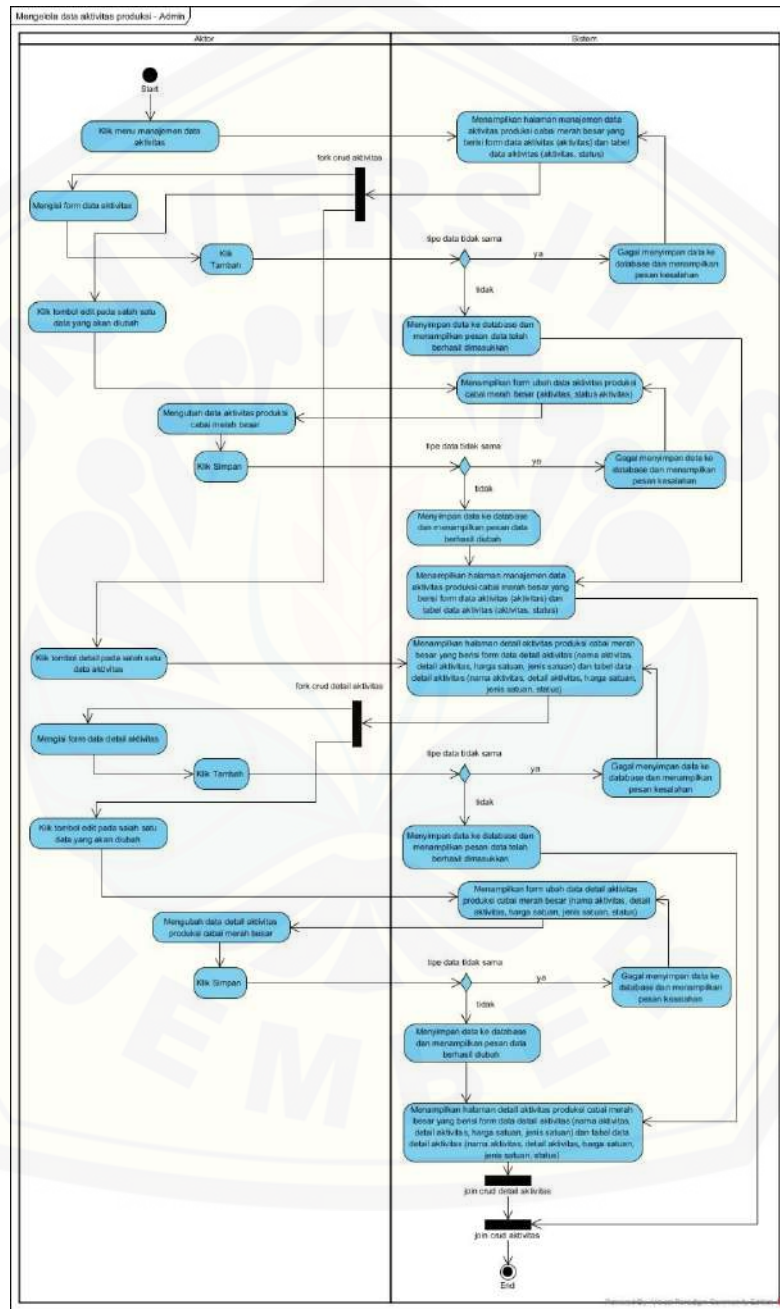 Mengelola data aktivitas produksi - Admin
Aktor
Sistem
Start
Klik menu manajemen data
aktivitas
Menampilkan halaman manajemen data
aktivitas produksi cabai merah besar yang
berisi form data aktivitas (aktivitas) dan tabel
data aktivitas (aktivitas, status)
fork crud aktivitas
Mengisi form data aktivitas
Klik
Tambah
tipe data tidak sama
ya
Gagal menyimpan data ke
database dan menampilkan
pesan kesalahan
tidak
Klik tombol edit pada salah satu
data yang akan diubah
Menyimpan data ke database dan
menampilkan pesan data telah
berhasil dimasukkan
Menampilkan form ubah data aktivitas produksi
cabai merah besar (aktivitas, status aktivitas)
Mengubah data aktivitas produksi
cabai merah besar
Klik Simpan
tipe data tidak sama
ya
Gagal menyimpan data ke
database dan menampilkan
pesan kesalahan
tidak
Menyimpan data ke database
dan menampilkan pesan data
berhasil diubah
Menampilkan halaman manajemen data
aktivitas produksi cabai merah besar yang
berisi form data aktivitas (aktivitas) dan
tabel data aktivitas (aktivitas, status)
Klik tombol detail pada salah satu
data aktivitas
Menampilkan halaman detail aktivitas produksi cabai merah
besar yang berisi form data detail aktivitas (nama aktivitas,
detail aktivitas, harga satuan, jenis satuan) dan tabel data
detail aktivitas (nama aktivitas, detail aktivitas, harga satuan,
jenis satuan, status)
fork crud detail aktivitas
Mengisi form data detail aktivitas
Klik Tambah
tipe data tidak sama
ya
Gagal menyimpan data ke
database dan menampilkan
pesan kesalahan
tidak
Klik tombol edit pada salah satu
data yang akan diubah
Menyimpan data ke database dan
menampilkan pesan data telah
berhasil dimasukkan
Menampilkan form ubah data detail aktivitas
produksi cabai merah besar (nama aktivitas, detail
aktivitas, harga satuan, jenis satuan, status)
Mengubah data detail aktivitas
produksi cabai merah besar
Klik Simpan
tipe data tidak sama
ya
Gagal menyimpan data ke
database dan menampilkan
pesan kesalahan
tidak
Menyimpan data ke database
dan menampilkan pesan data
berhasil diubah
Menampilkan halaman detail aktivitas produksi cabai merah
besar yang berisi form data detail aktivitas (nama aktivitas,
detail aktivitas, harga satuan, jenis satuan) dan tabel data
detail aktivitas (nama aktivitas, detail aktivitas, harga satuan,
jenis satuan, status)
join crud detail aktivitas
join crud aktivitas
End
UNIVERSITAS
JEMBER